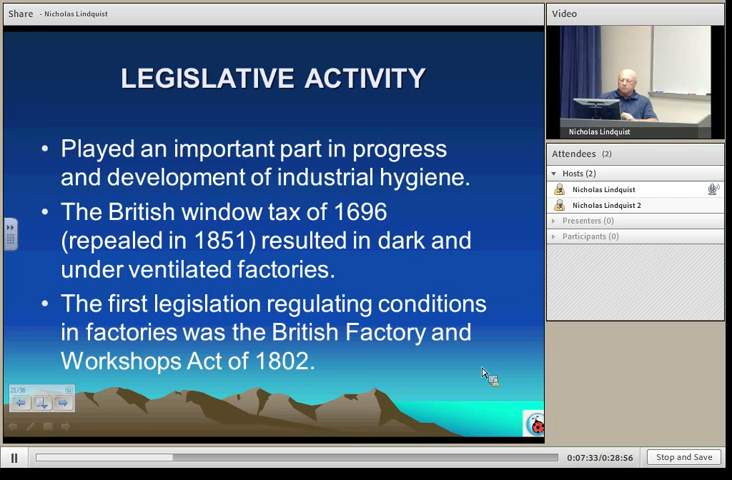 Share - Nicholas Lindquist
LEGISLATIVE ACTIVITY
• Played an important part in progress
and development of industrial hygiene.
• The British window tax of 1696
(repealed in 1851) resulted in dark and
under ventilated factories.
• The first legislation regulating conditions
in factories was the British Factory and
Workshops Act of 1802.
21/36
Video
Nicholas Lindquist
Attendees (2)
Hosts (2)
Nicholas Lindquist
Nicholas Lindquist 2
Presenters (0)
Participants (0)
0:07:33/0:28:56
Stop and Save